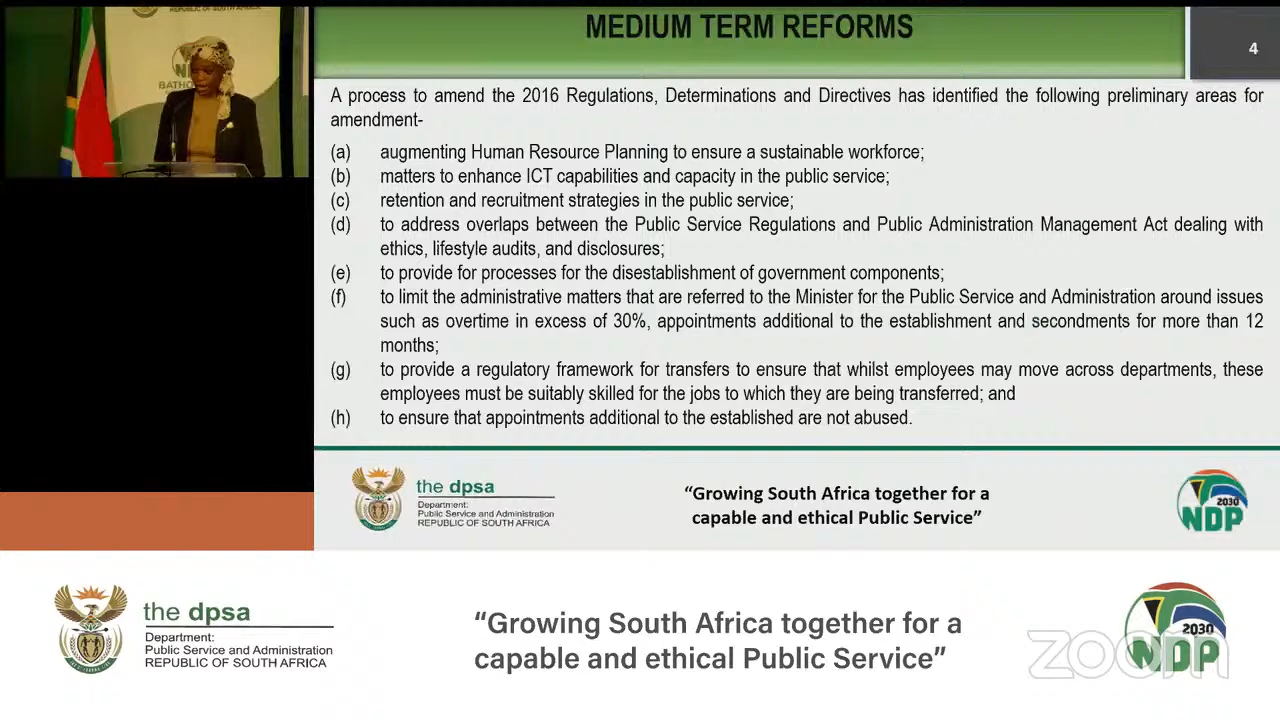 REPUBLIC OF SOUTH AFRICA
BATHO
MEDIUM TERM REFORMS
4
A process to amend the 2016 Regulations, Determinations and Directives has identified the following preliminary areas for
amendment-
(a) augmenting Human Resource Planning to ensure a sustainable workforce;
(b) matters to enhance ICT capabilities and capacity in the public service;
(c) retention and recruitment strategies in the public service;
(d) to address overlaps between the Public Service Regulations and Public Administration Management Act dealing with
ethics, lifestyle audits, and disclosures;
(e) to provide for processes for the disestablishment of government components;
(f) to limit the administrative matters that are referred to the Minister for the Public Service and Administration around issues
such as overtime in excess of 30%, appointments additional to the establishment and secondments for more than 12
months;
(g) to provide a regulatory framework for transfers to ensure that whilst employees may move across departments, these
employees must be suitably skilled for the jobs to which they are being transferred; and
(h) to ensure that appointments additional to the established are not abused.
the dpsa
Department:
Public Service and Administration
REPUBLIC OF SOUTH AFRICA
“Growing South Africa together for a
capable and ethical Public Service”
2030
NDP
the dpsa
Department:
Public Service and Administration
REPUBLIC OF SOUTH AFRICA
“Growing South Africa together for a
capable and ethical Public Service”
2030
NDP
zoom